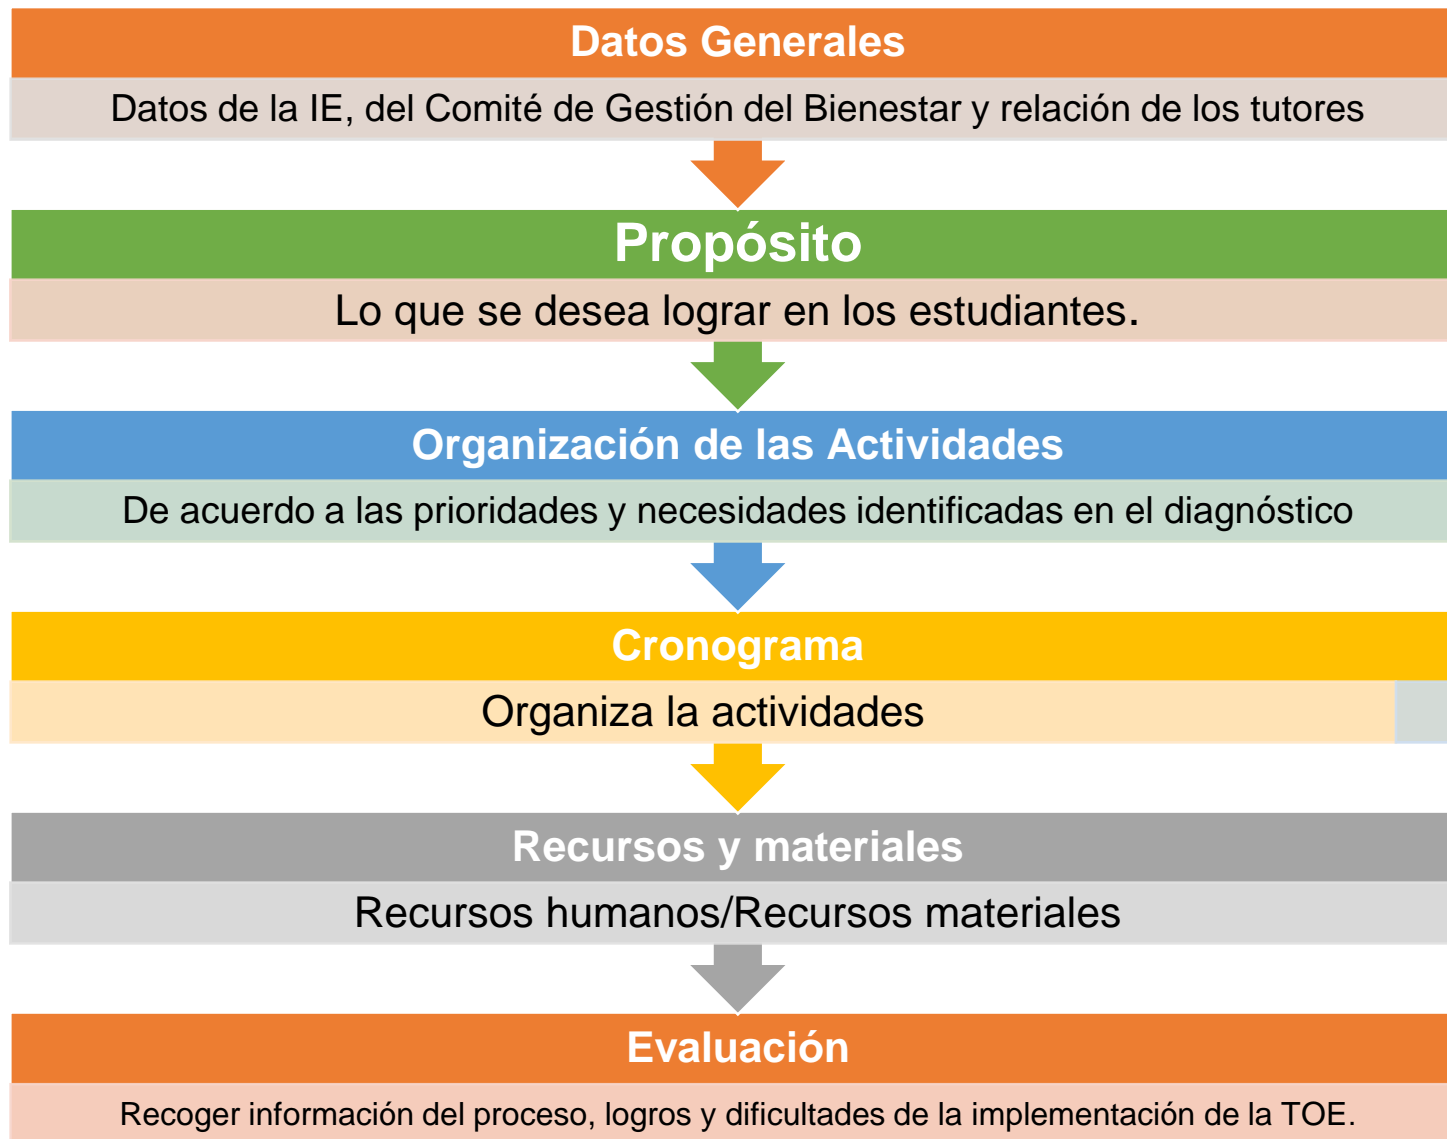 Datos Generales
Datos de la IE, del Comité de Gestión del Bienestar y relación de los tutores
Propósito
Lo que se desea lograr en los estudiantes.
Organización de las Actividades
De acuerdo a las prioridades y necesidades identificadas en el diagnóstico
Cronograma
Organiza la actividades
Recursos y materiales
Recursos humanos/Recursos materiales
Evaluación
Recoger información del proceso, logros y dificultades de la implementación de la TOE.